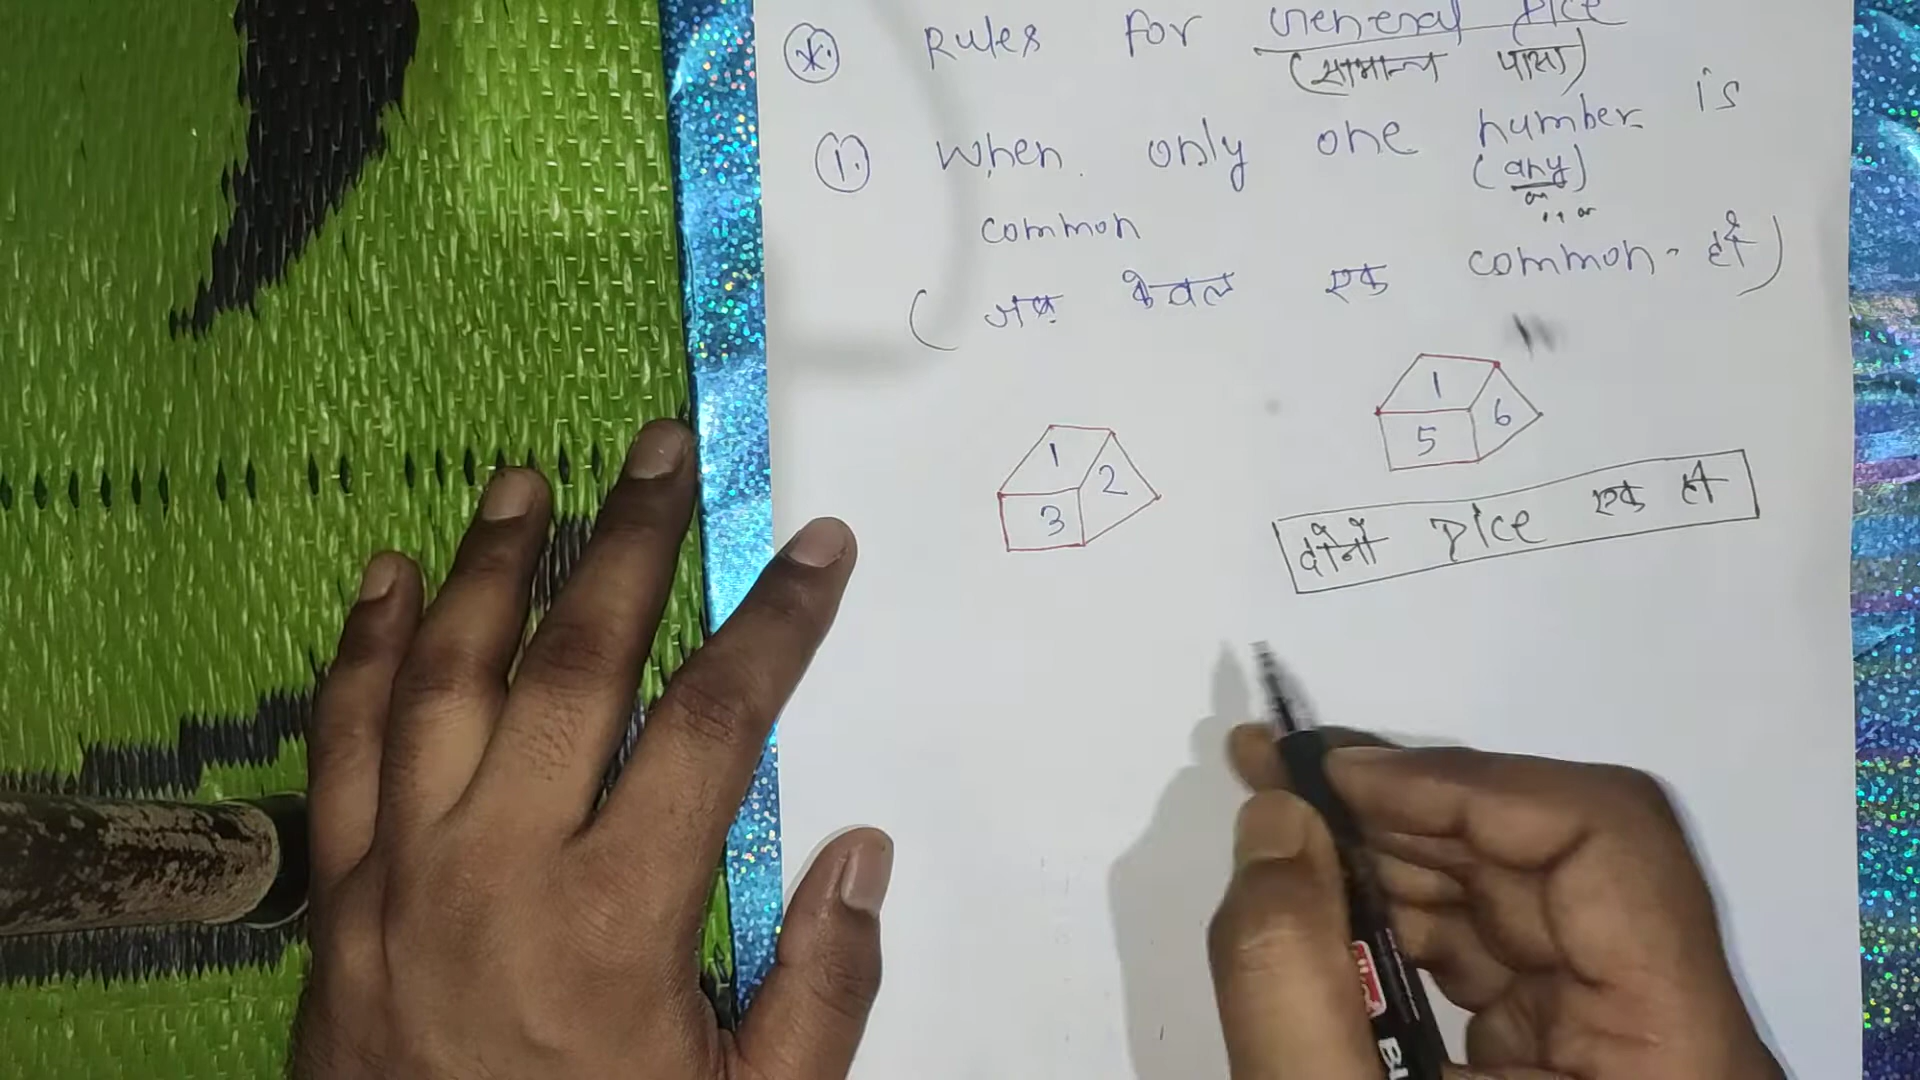 * Rules for General Dice
(सामान्य पासा)
1. When only one number is
(any)
common
( जब केवल एक common - हो )
1 2 3
1 6 5
दोनों Dice एक हो